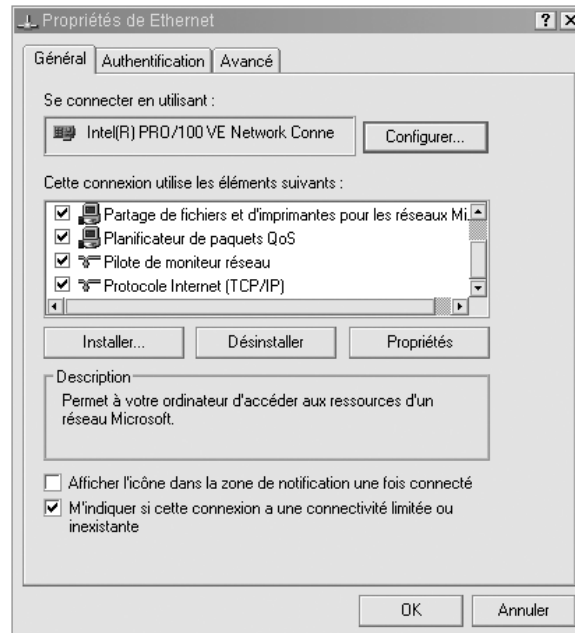 Propriétés de Ethernet
Général
Authentification
Avancé
Se connecter en utilisant :
Intel(R) PRO/100 VE Network Conne
Configurer...
Cette connexion utilise les éléments suivants :
Partage de fichiers et d'imprimantes pour les réseaux Mi..
Planificateur de paquets QoS
Pilote de moniteur réseau
Protocole Internet (TCP/IP)
Installer...
Désinstaller
Propriétés
Description
Permet à votre ordinateur d'accéder aux ressources d'un
réseau Microsoft.
Afficher l'icône dans la zone de notification une fois connecté
M'indiquer si cette connexion a une connectivité limitée ou
inexistante
OK
Annuler